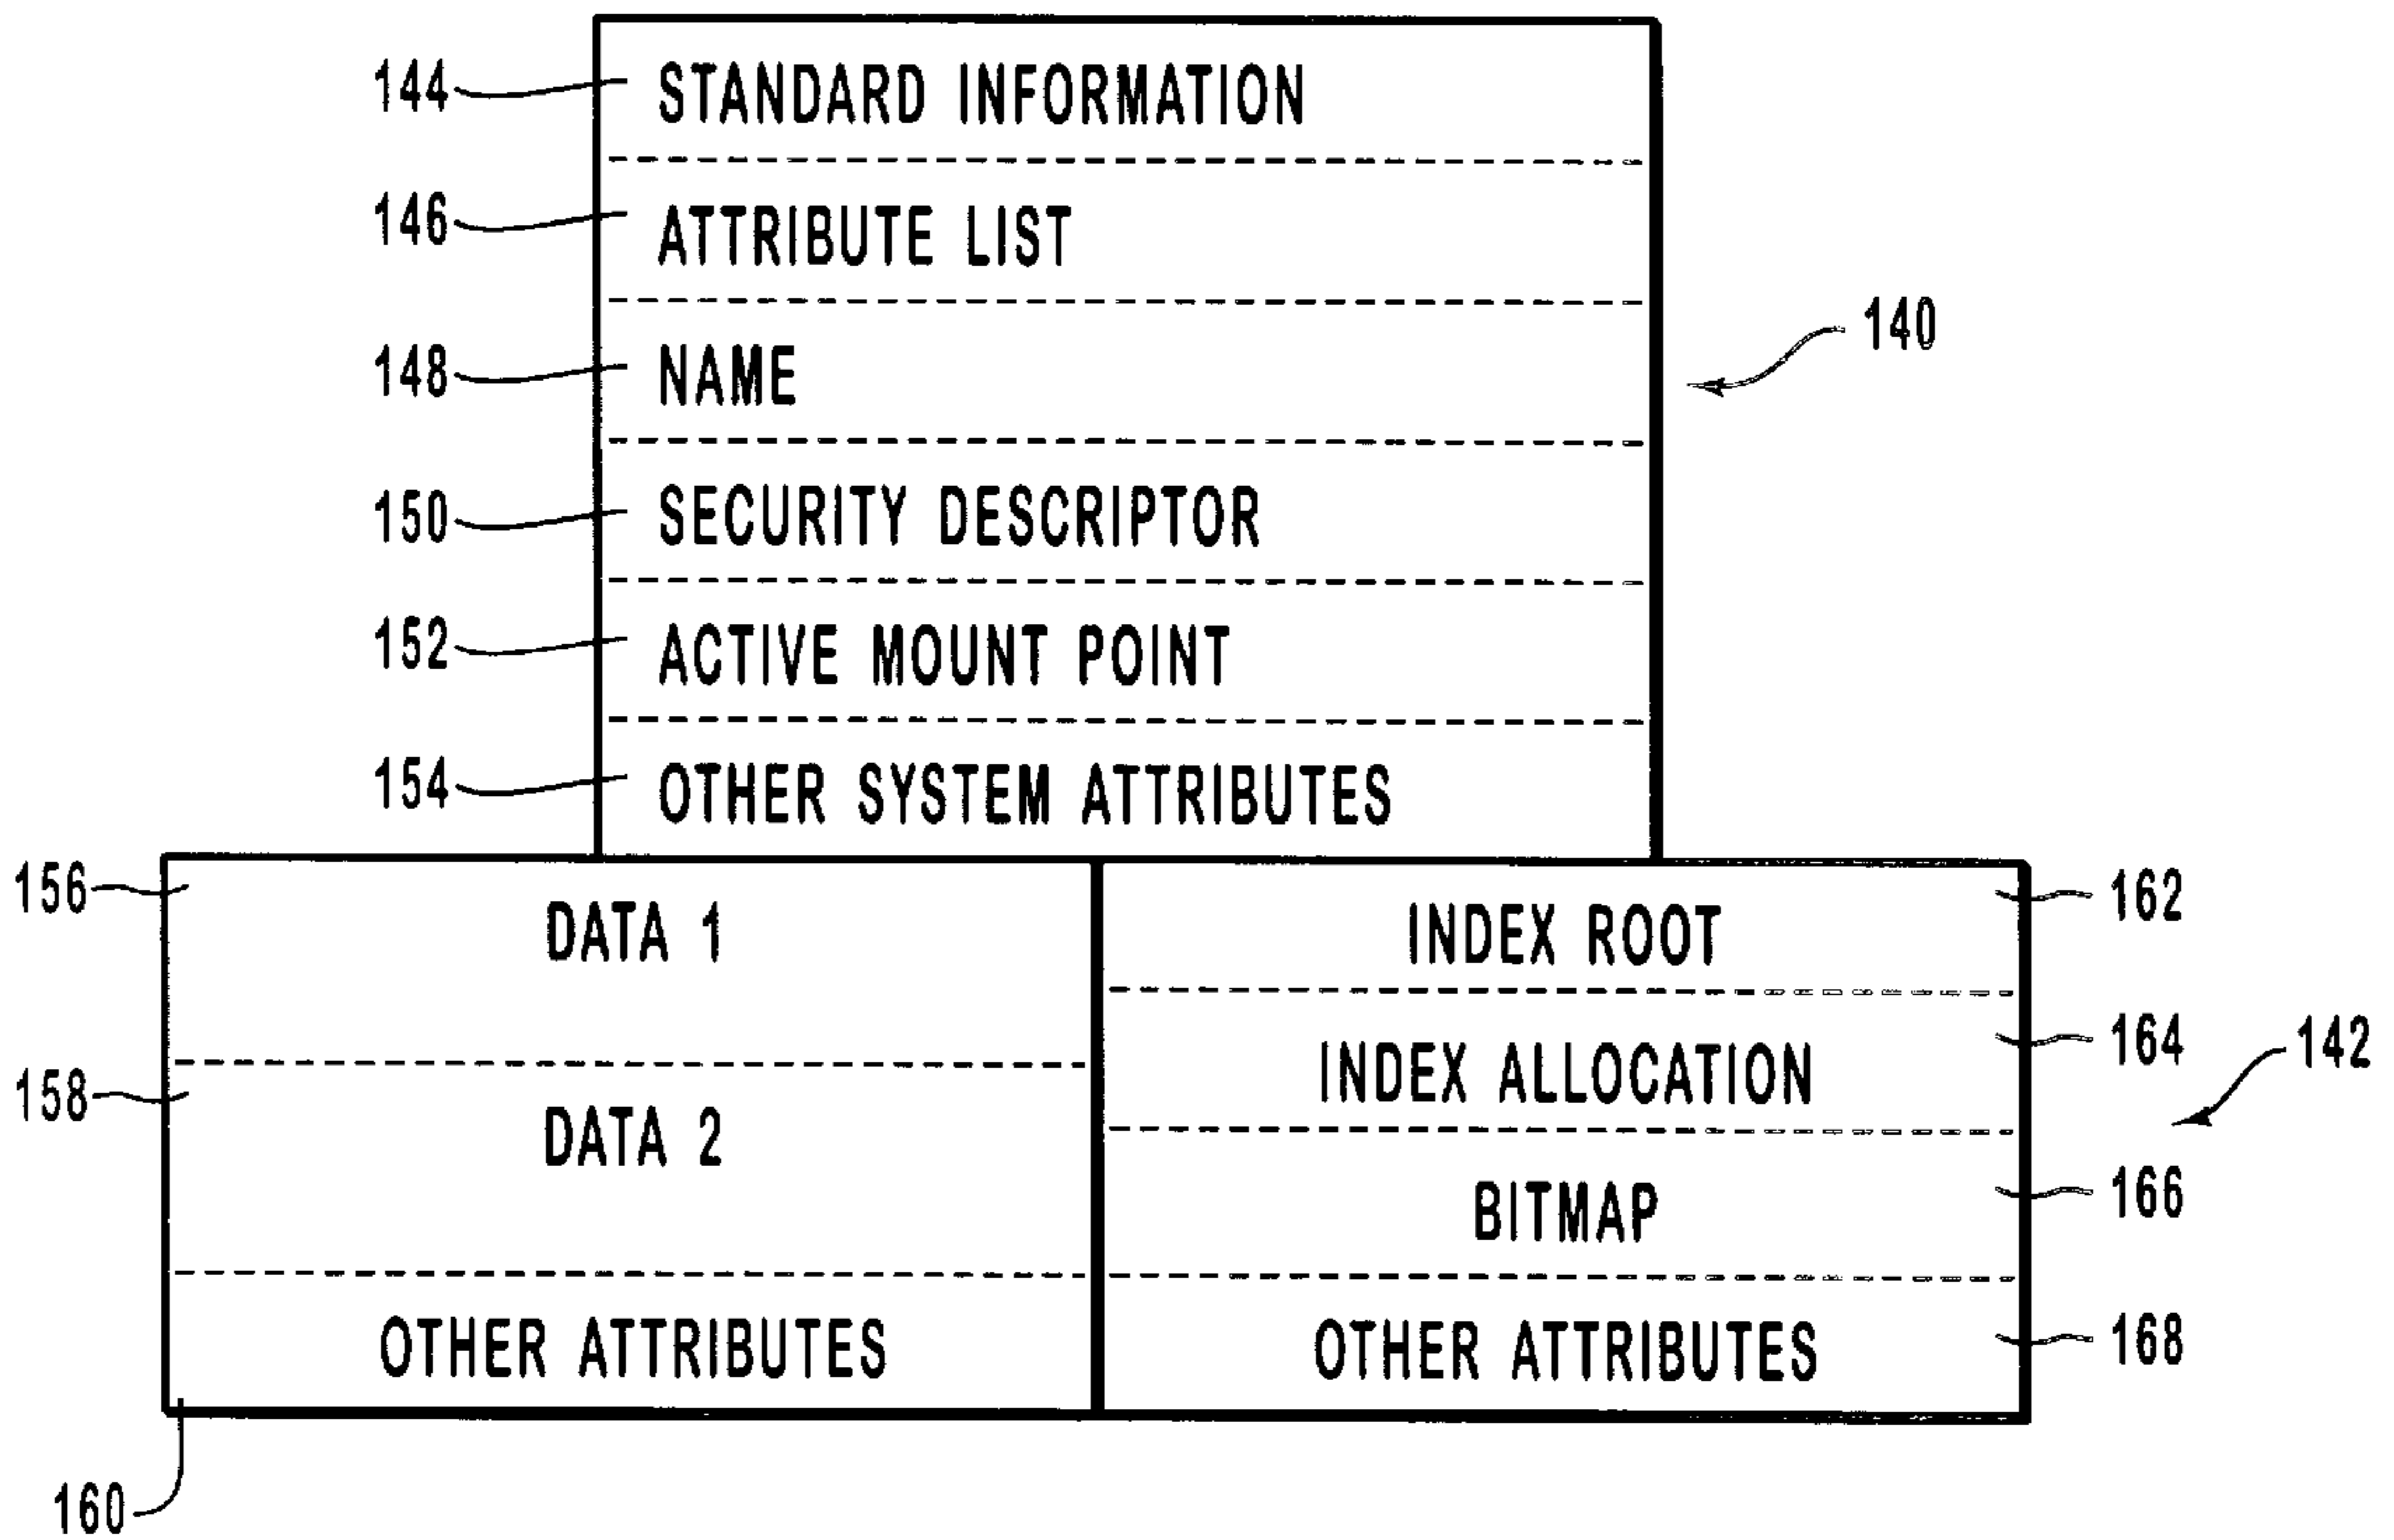 144 STANDARD INFORMATION
146 ATTRIBUTE LIST
148 NAME
140
150 SECURITY DESCRIPTOR
152 ACTIVE MOUNT POINT
154 OTHER SYSTEM ATTRIBUTES
156 DATA 1
158 DATA 2
OTHER ATTRIBUTES
160
INDEX ROOT 162
INDEX ALLOCATION 164
142
BITMAP 166
OTHER ATTRIBUTES 168